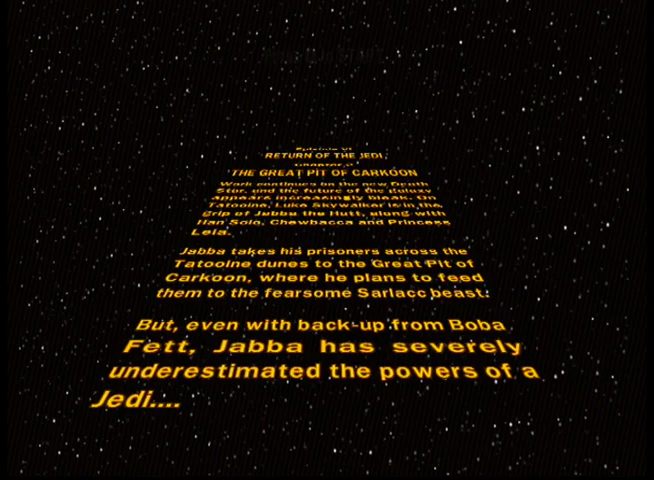 Episode VI
RETURN OF THE JEDI
THE GREAT PIT OF CARKOON
Work continues on the new Death
Star, and the future of the galaxy
appears increasingly bleak. On
Tatooine, Luke Skywalker is in the
grip of Jabba the Hutt, along with
Han Solo, Chewbacca and Princess
Leia.
Jabba takes his prisoners across the
Tatooine dunes to the Great Pit of
Carkoon, where he plans to feed
them to the fearsome Sarlacc beast.
But, even with back-up from Boba
Fett, Jabba has severely
underestimated the powers of a
Jedi....